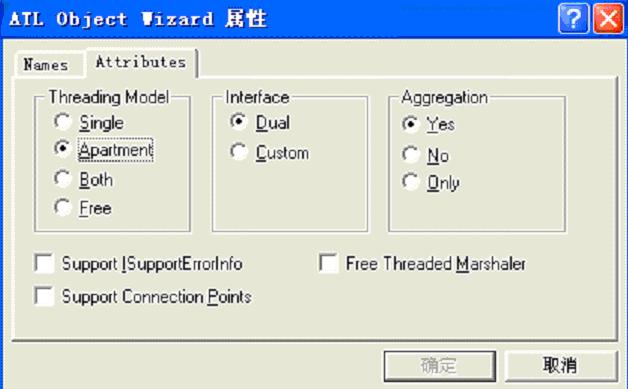 ATL Object Wizard 属性
Names Attributes
Threading Model Interface Aggregation
Single Dual Yes
Apartment Custom No
Both Only
Free
Support ISupportErrorInfo Free Threaded Marshaler
Support Connection Points
确定 取消